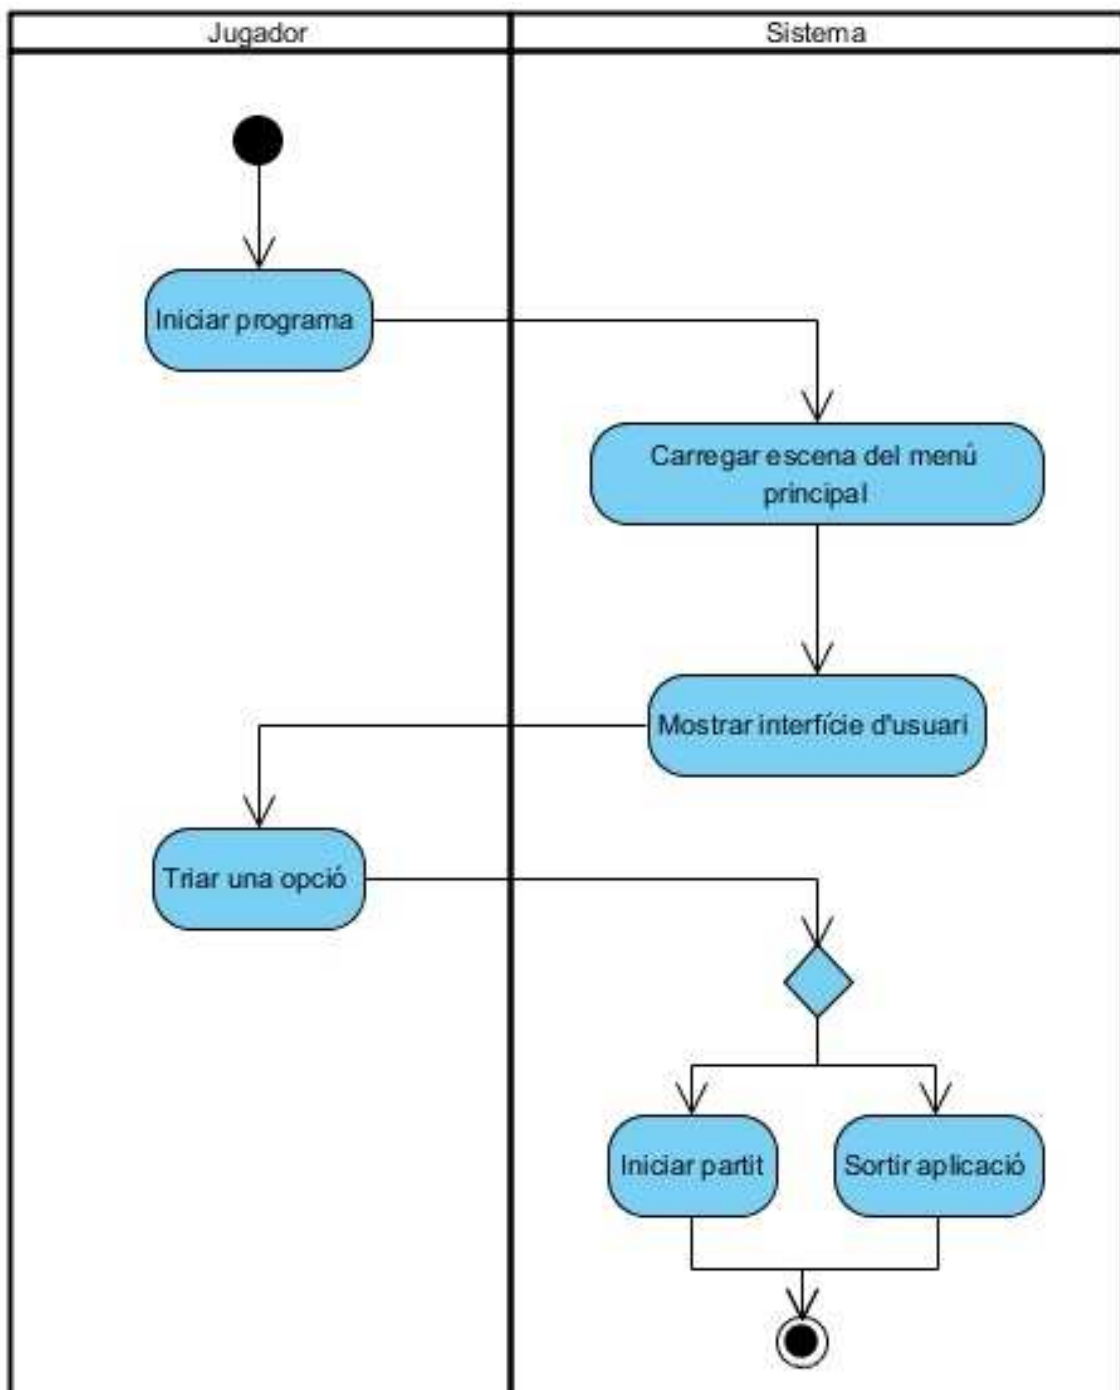 Jugador
Sistema
Iniciar programa
Carregar escena del menú
principal
Mostrar interfície d'usuari
Triar una opció
Iniciar partit
Sortir aplicació